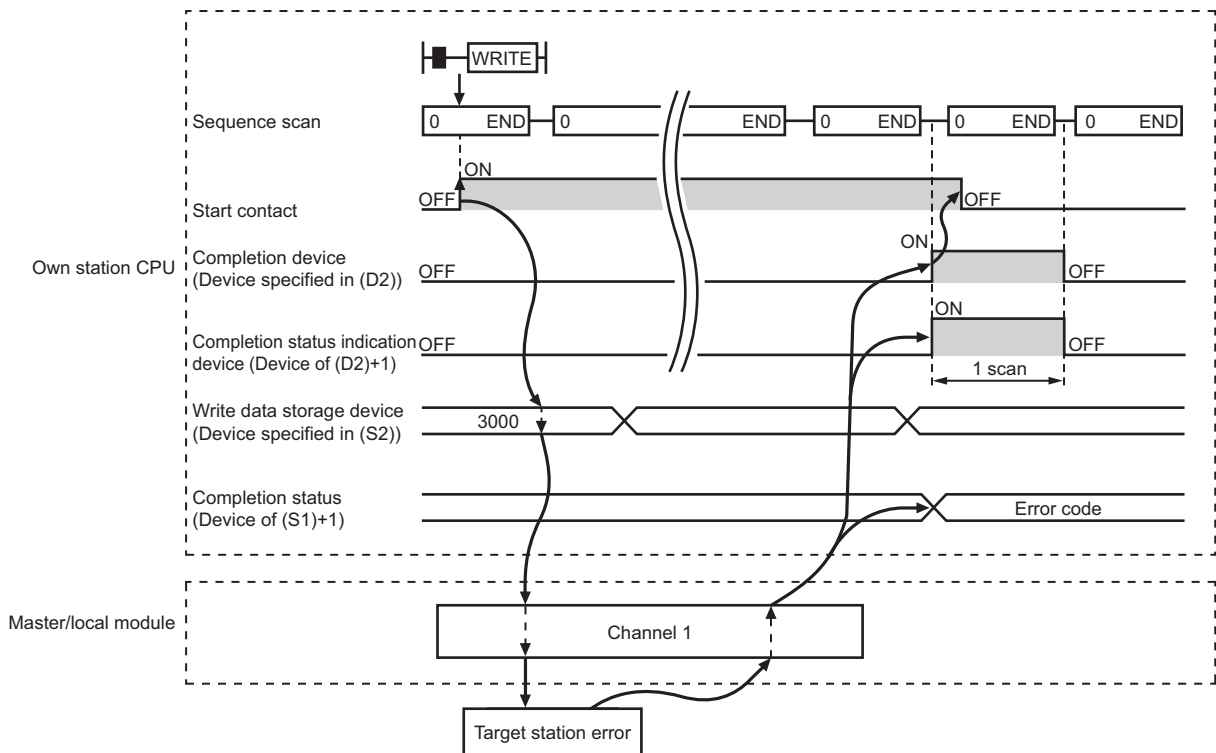 WRITE
Sequence scan
0 END 0 END 0 END 0 END 0 END
ON
OFF OFF
Start contact
Own station CPU
Completion device
(Device specified in (D2))
OFF ON OFF
Completion status indication
device (Device of (D2)+1)
OFF ON OFF
1 scan
Write data storage device
(Device specified in (S2))
3000
Completion status
(Device of (S1)+1)
Error code
Master/local module
Channel 1
Target station error